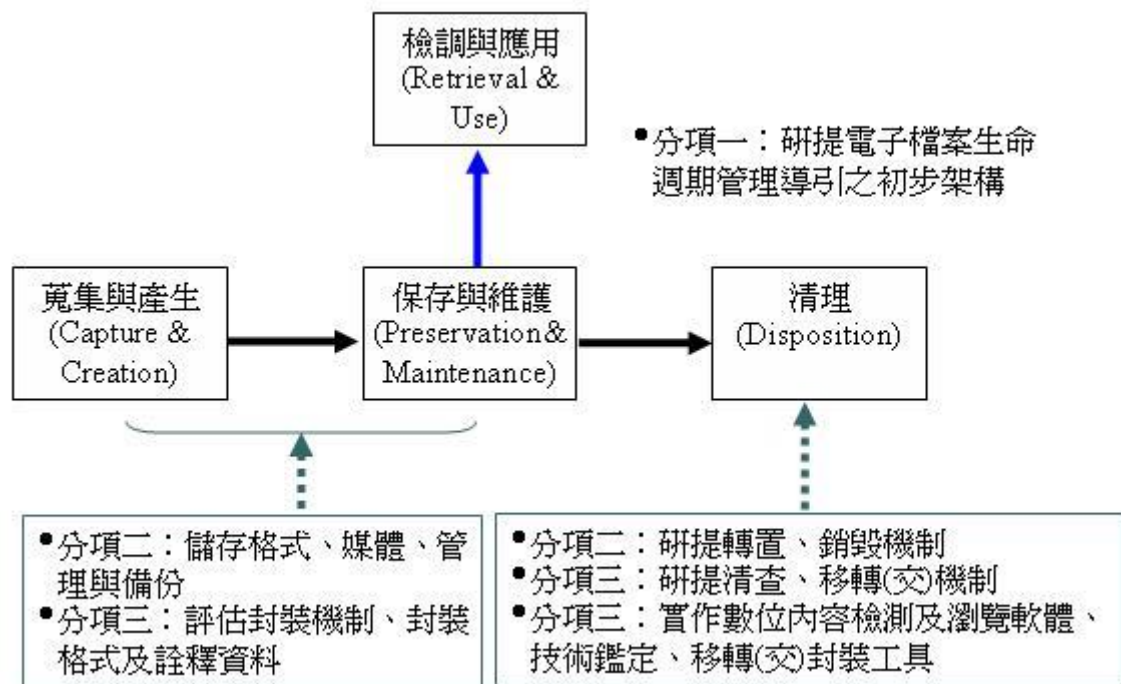 檢調與應用
(Retrieval &
Use)
•分項一：研提電子檔案生命
週期管理導引之初步架構
蒐集與產生
(Capture &
Creation)
保存與維護
(Preservation&
Maintenance)
清理
(Disposition)
•分項二：儲存格式、媒體、管
理與備份
•分項三：評估封裝機制、封裝
格式及詮釋資料
•分項二：研提轉置、銷毀機制
•分項三：研提清查、移轉(交)機制
•分項三：實作數位內容檢測及瀏覽軟體、
技術鑑定、移轉(交)封裝工具